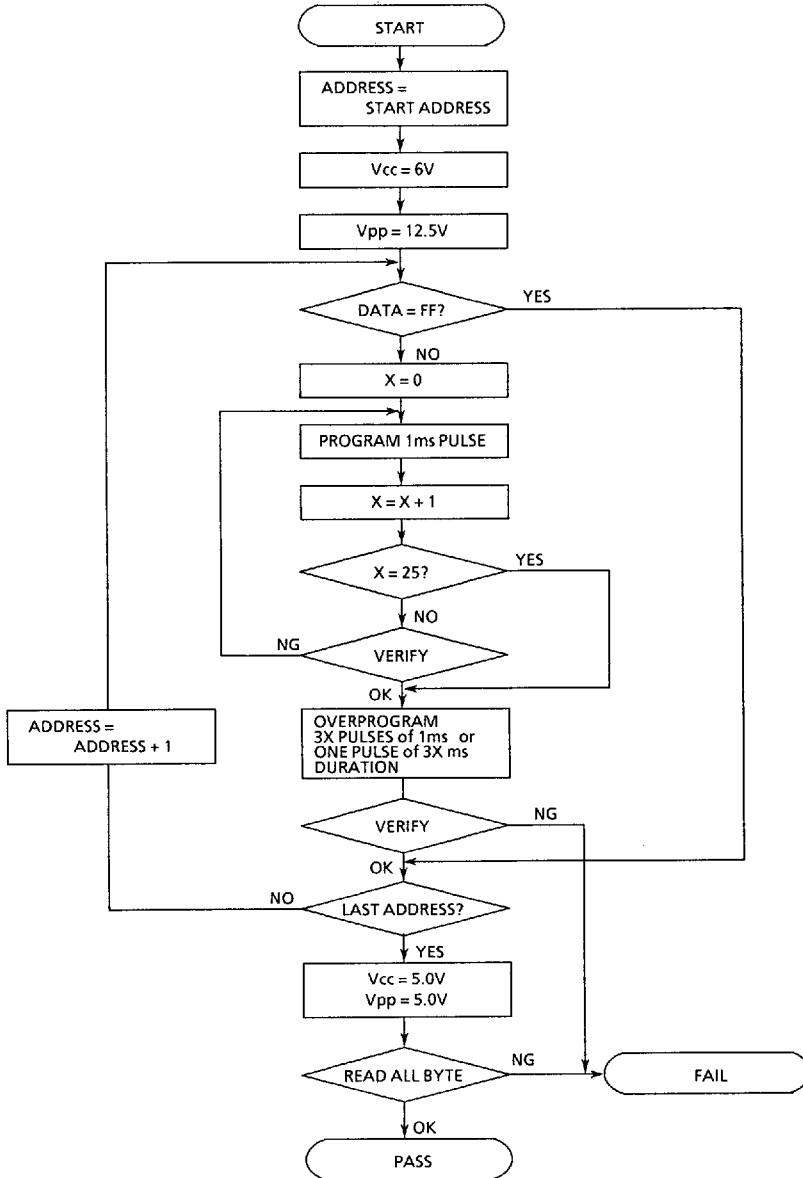 START
ADDRESS =
START ADDRESS
Vcc = 6V
Vpp = 12.5V
DATA = FF?
YES
NO
X = 0
PROGRAM 1ms PULSE
X = X + 1
X = 25?
YES
NO
NG
VERIFY
OK
ADDRESS =
ADDRESS + 1
OVERPROGRAM
3X PULSES of 1ms or
ONE PULSE of 3X ms
DURATION
VERIFY
NG
OK
NO
LAST ADDRESS?
YES
Vcc = 5.0V
Vpp = 5.0V
READ ALL BYTE
NG
FAIL
OK
PASS